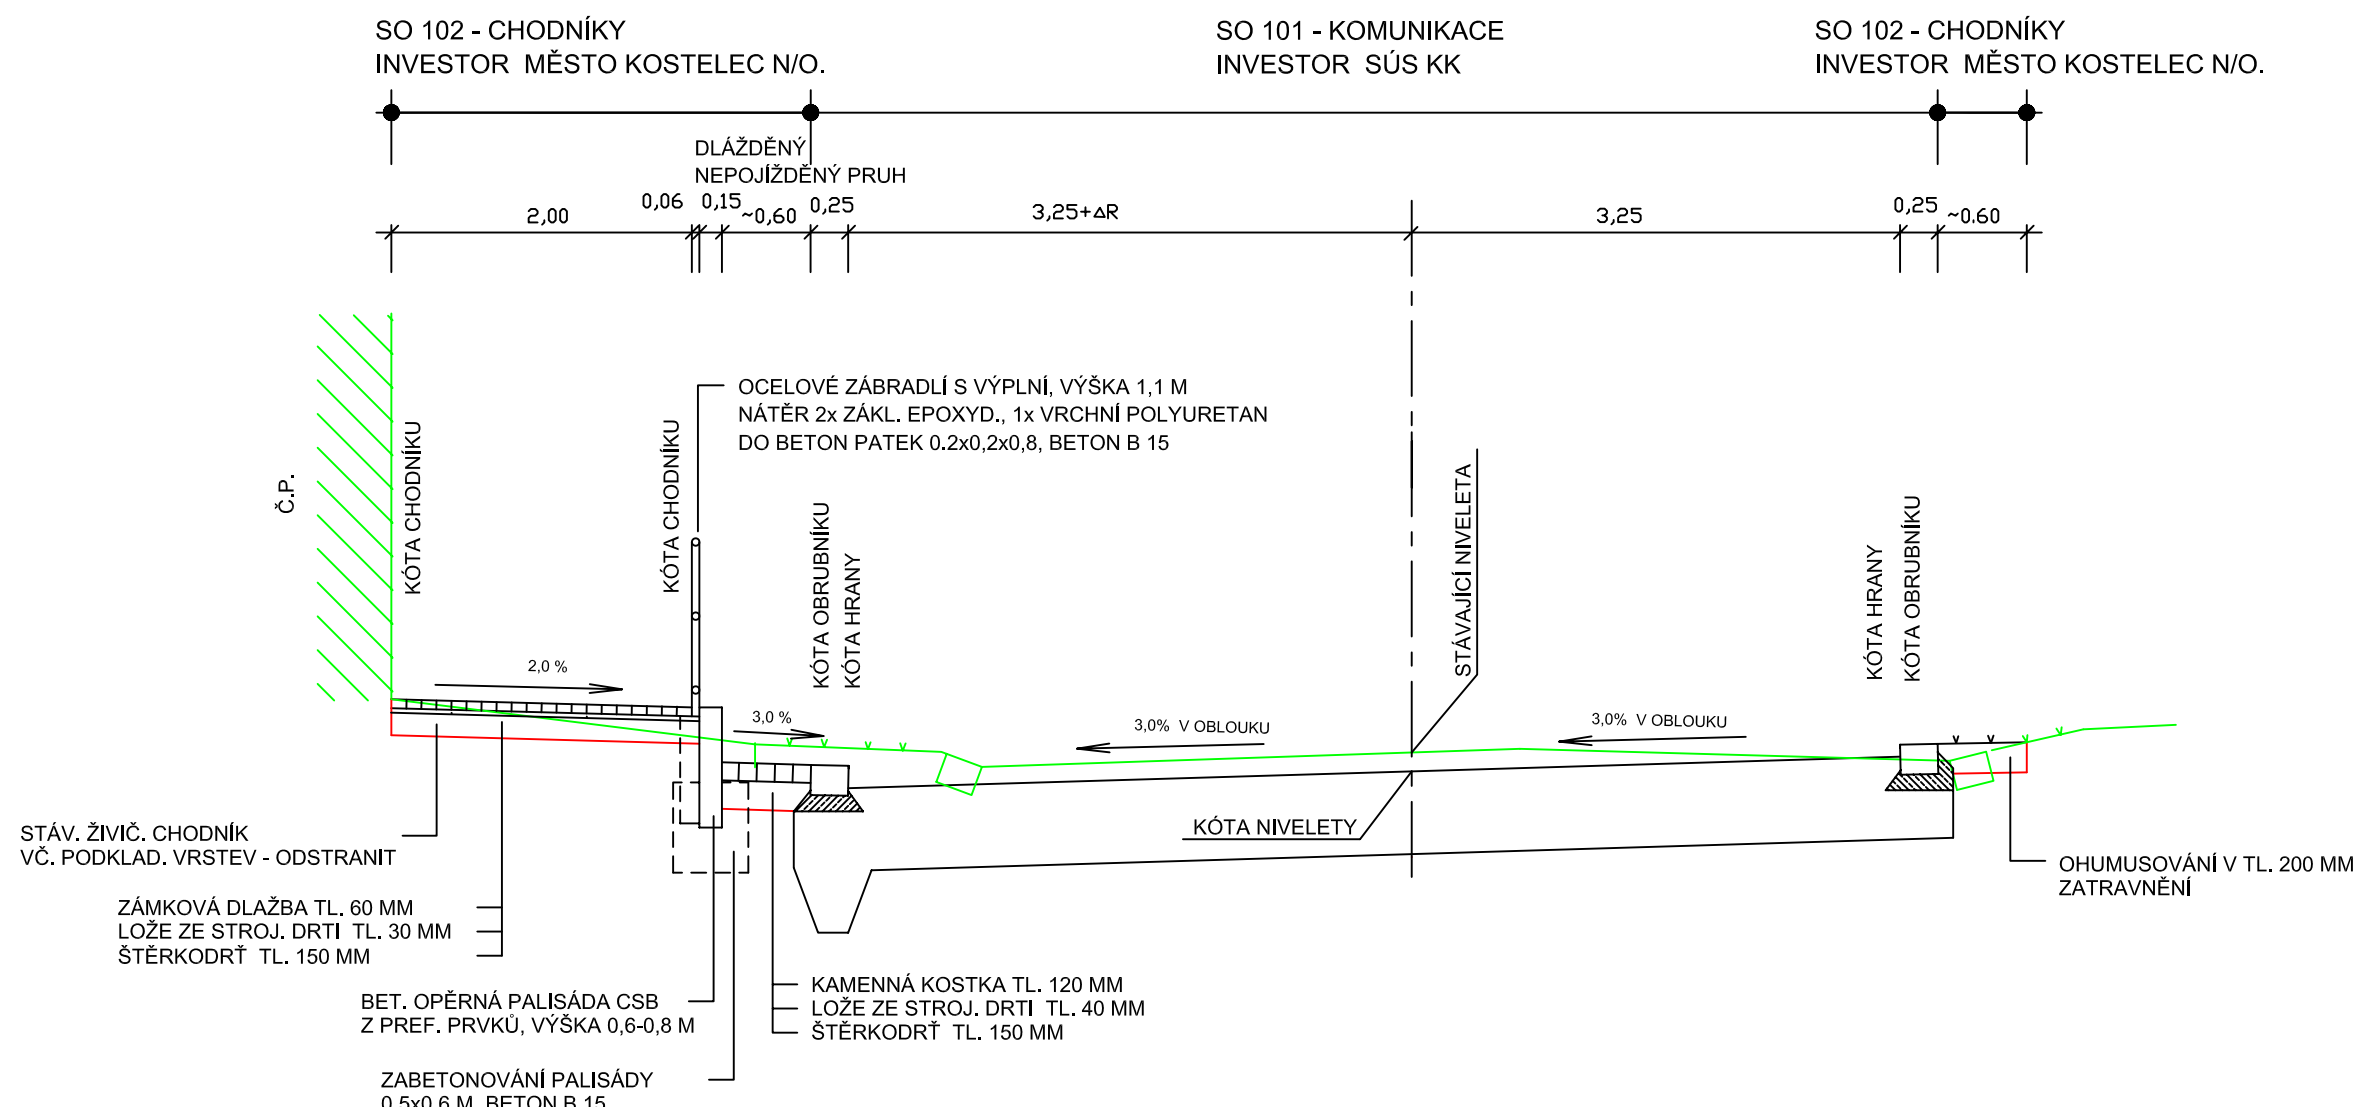 SO 102 - CHODNÍKY
INVESTOR  MĚSTO KOSTELEC N/O.
SO 101 - KOMUNIKACE
INVESTOR  SÚS KK
SO 102 - CHODNÍKY
INVESTOR  MĚSTO KOSTELEC N/O.
DLÁŽDĚNÝ
NEPOJÍŽDĚNÝ PRUH
2,00
0,06
0,15
~0,60
0,25
3,25+ΔR
3,25
0,25
~0.60
OCELOVÉ ZÁBRADLÍ S VÝPLNÍ, VÝŠKA 1,1 M
NÁTĚR 2x ZÁKL. EPOXYD., 1x VRCHNÍ POLYURETAN
DO BETON PATEK 0.2x0,2x0,8, BETON B 15
Č.P.
KÓTA CHODNÍKU
KÓTA CHODNÍKU
KÓTA OBRUBNÍKU
KÓTA HRANY
STÁVAJÍCÍ NIVELETA
KÓTA HRANY
KÓTA OBRUBNÍKU
2,0 %
3,0 %
3,0%  V OBLOUKU
3,0%  V OBLOUKU
KÓTA NIVELETY
STÁV. ŽIVIČ. CHODNÍK
VČ. PODKLAD. VRSTEV - ODSTRANIT
OHUMUSOVÁNÍ V TL. 200 MM
ZATRAVNĚNÍ
ZÁMKOVÁ DLAŽBA TL. 60 MM
LOŽE ZE STROJ. DRTI  TL. 30 MM
ŠTĚRKODRŤ  TL. 150 MM
KAMENNÁ KOSTKA TL. 120 MM
LOŽE ZE STROJ. DRTI  TL. 40 MM
ŠTĚRKODRŤ  TL. 150 MM
BET. OPĚRNÁ PALISÁDA CSB
Z PREF. PRVKŮ, VÝŠKA 0,6-0,8 M
ZABETONOVÁNÍ PALISÁDY
0,5x0,6 M, BETON B 15